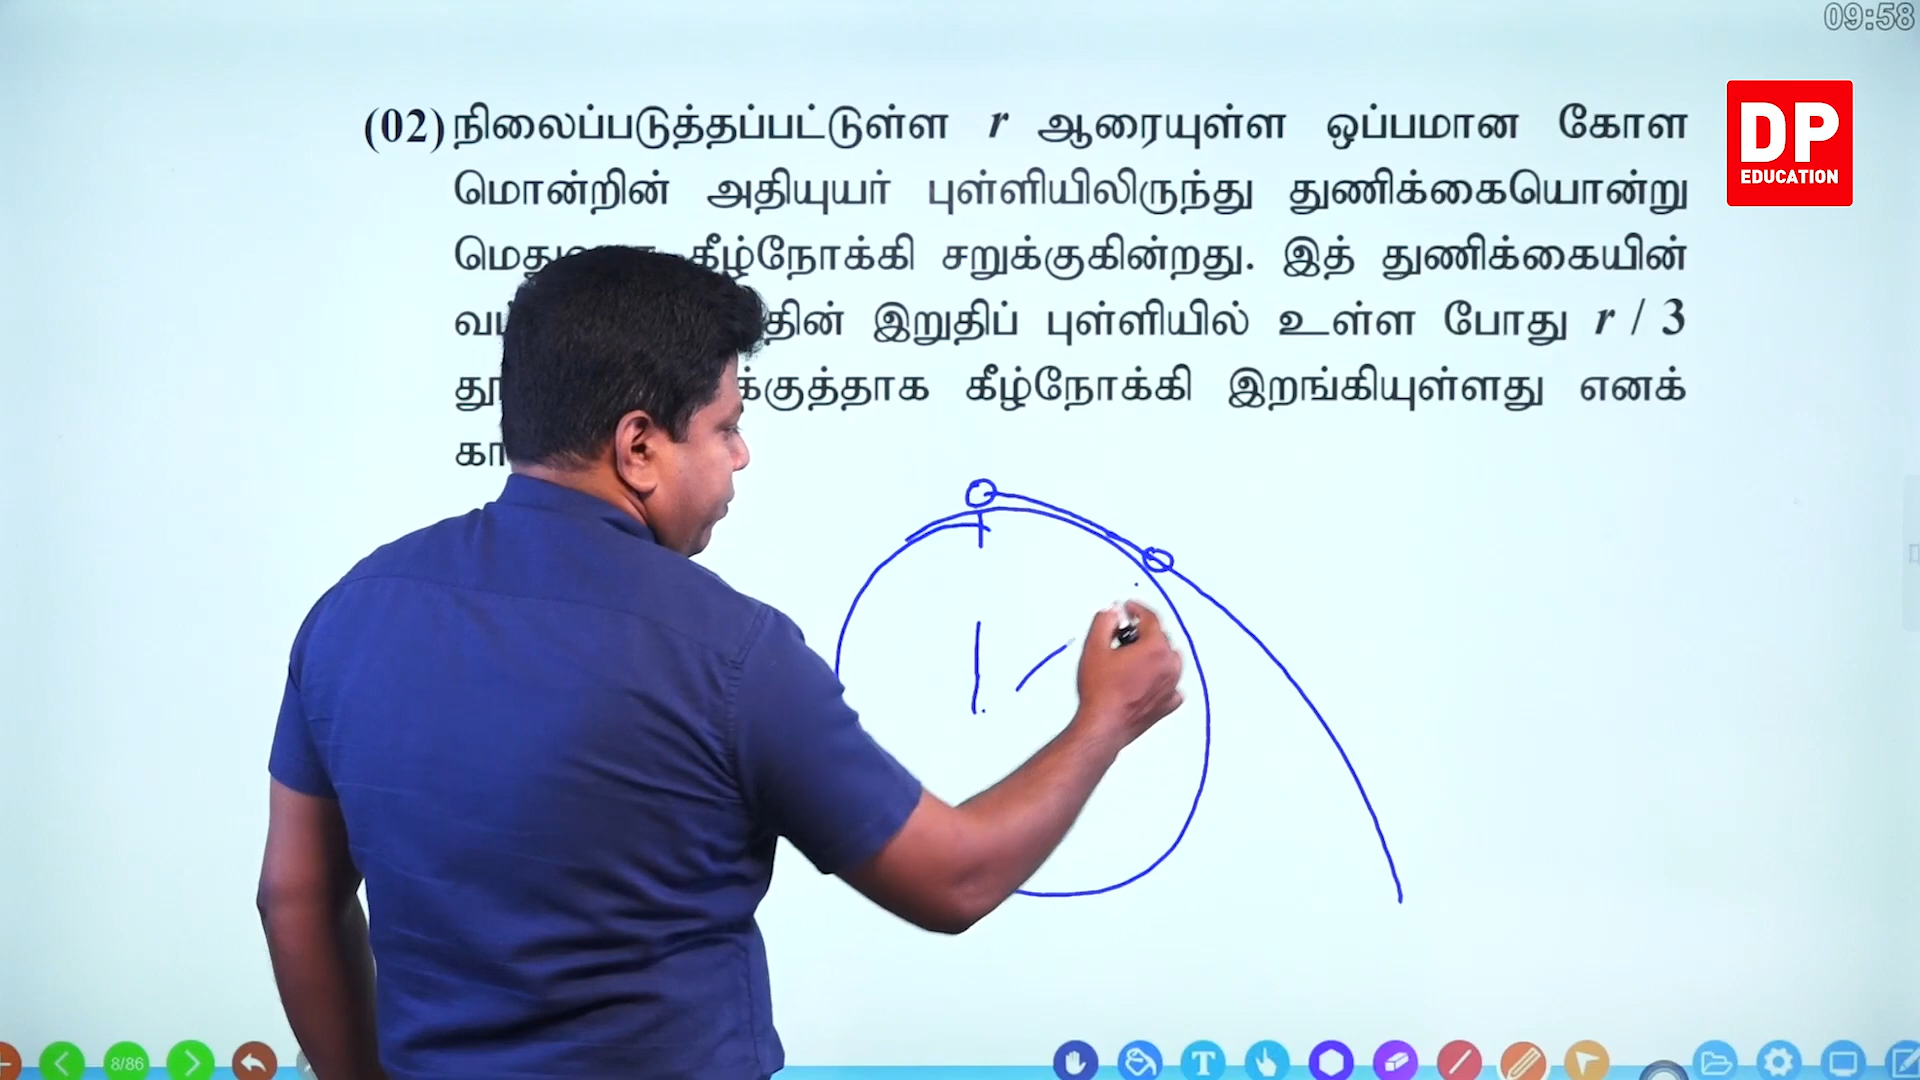 09:58
DP
EDUCATION
(02) நிலைப்படுத்தப்பட்டுள்ள r ஆரையுள்ள ஒப்பமான கோள
மொன்றின் அதியுயர் புள்ளியிலிருந்து துணிக்கையொன்று
கீழ்நோக்கி சறுக்குகின்றது. இத் துணிக்கையின்
இறுதிப் புள்ளியில் உள்ள போது r / 3
கீழ்நோக்கி இறங்கியுள்ளது எனக்
8/86
T